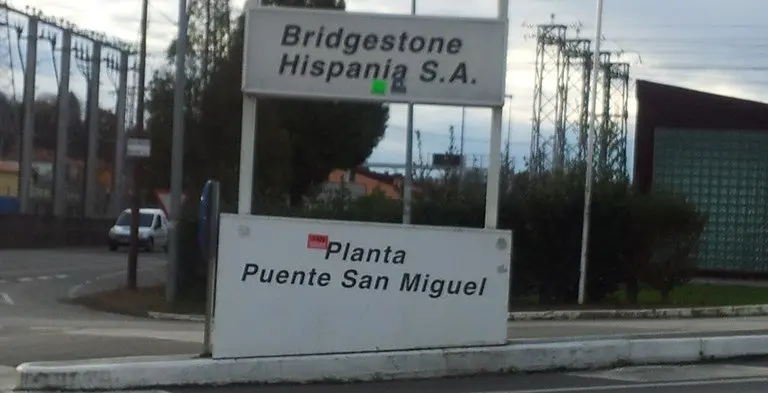 Bridgestone
Hispania S.A.
Planta
Puente San Miguel